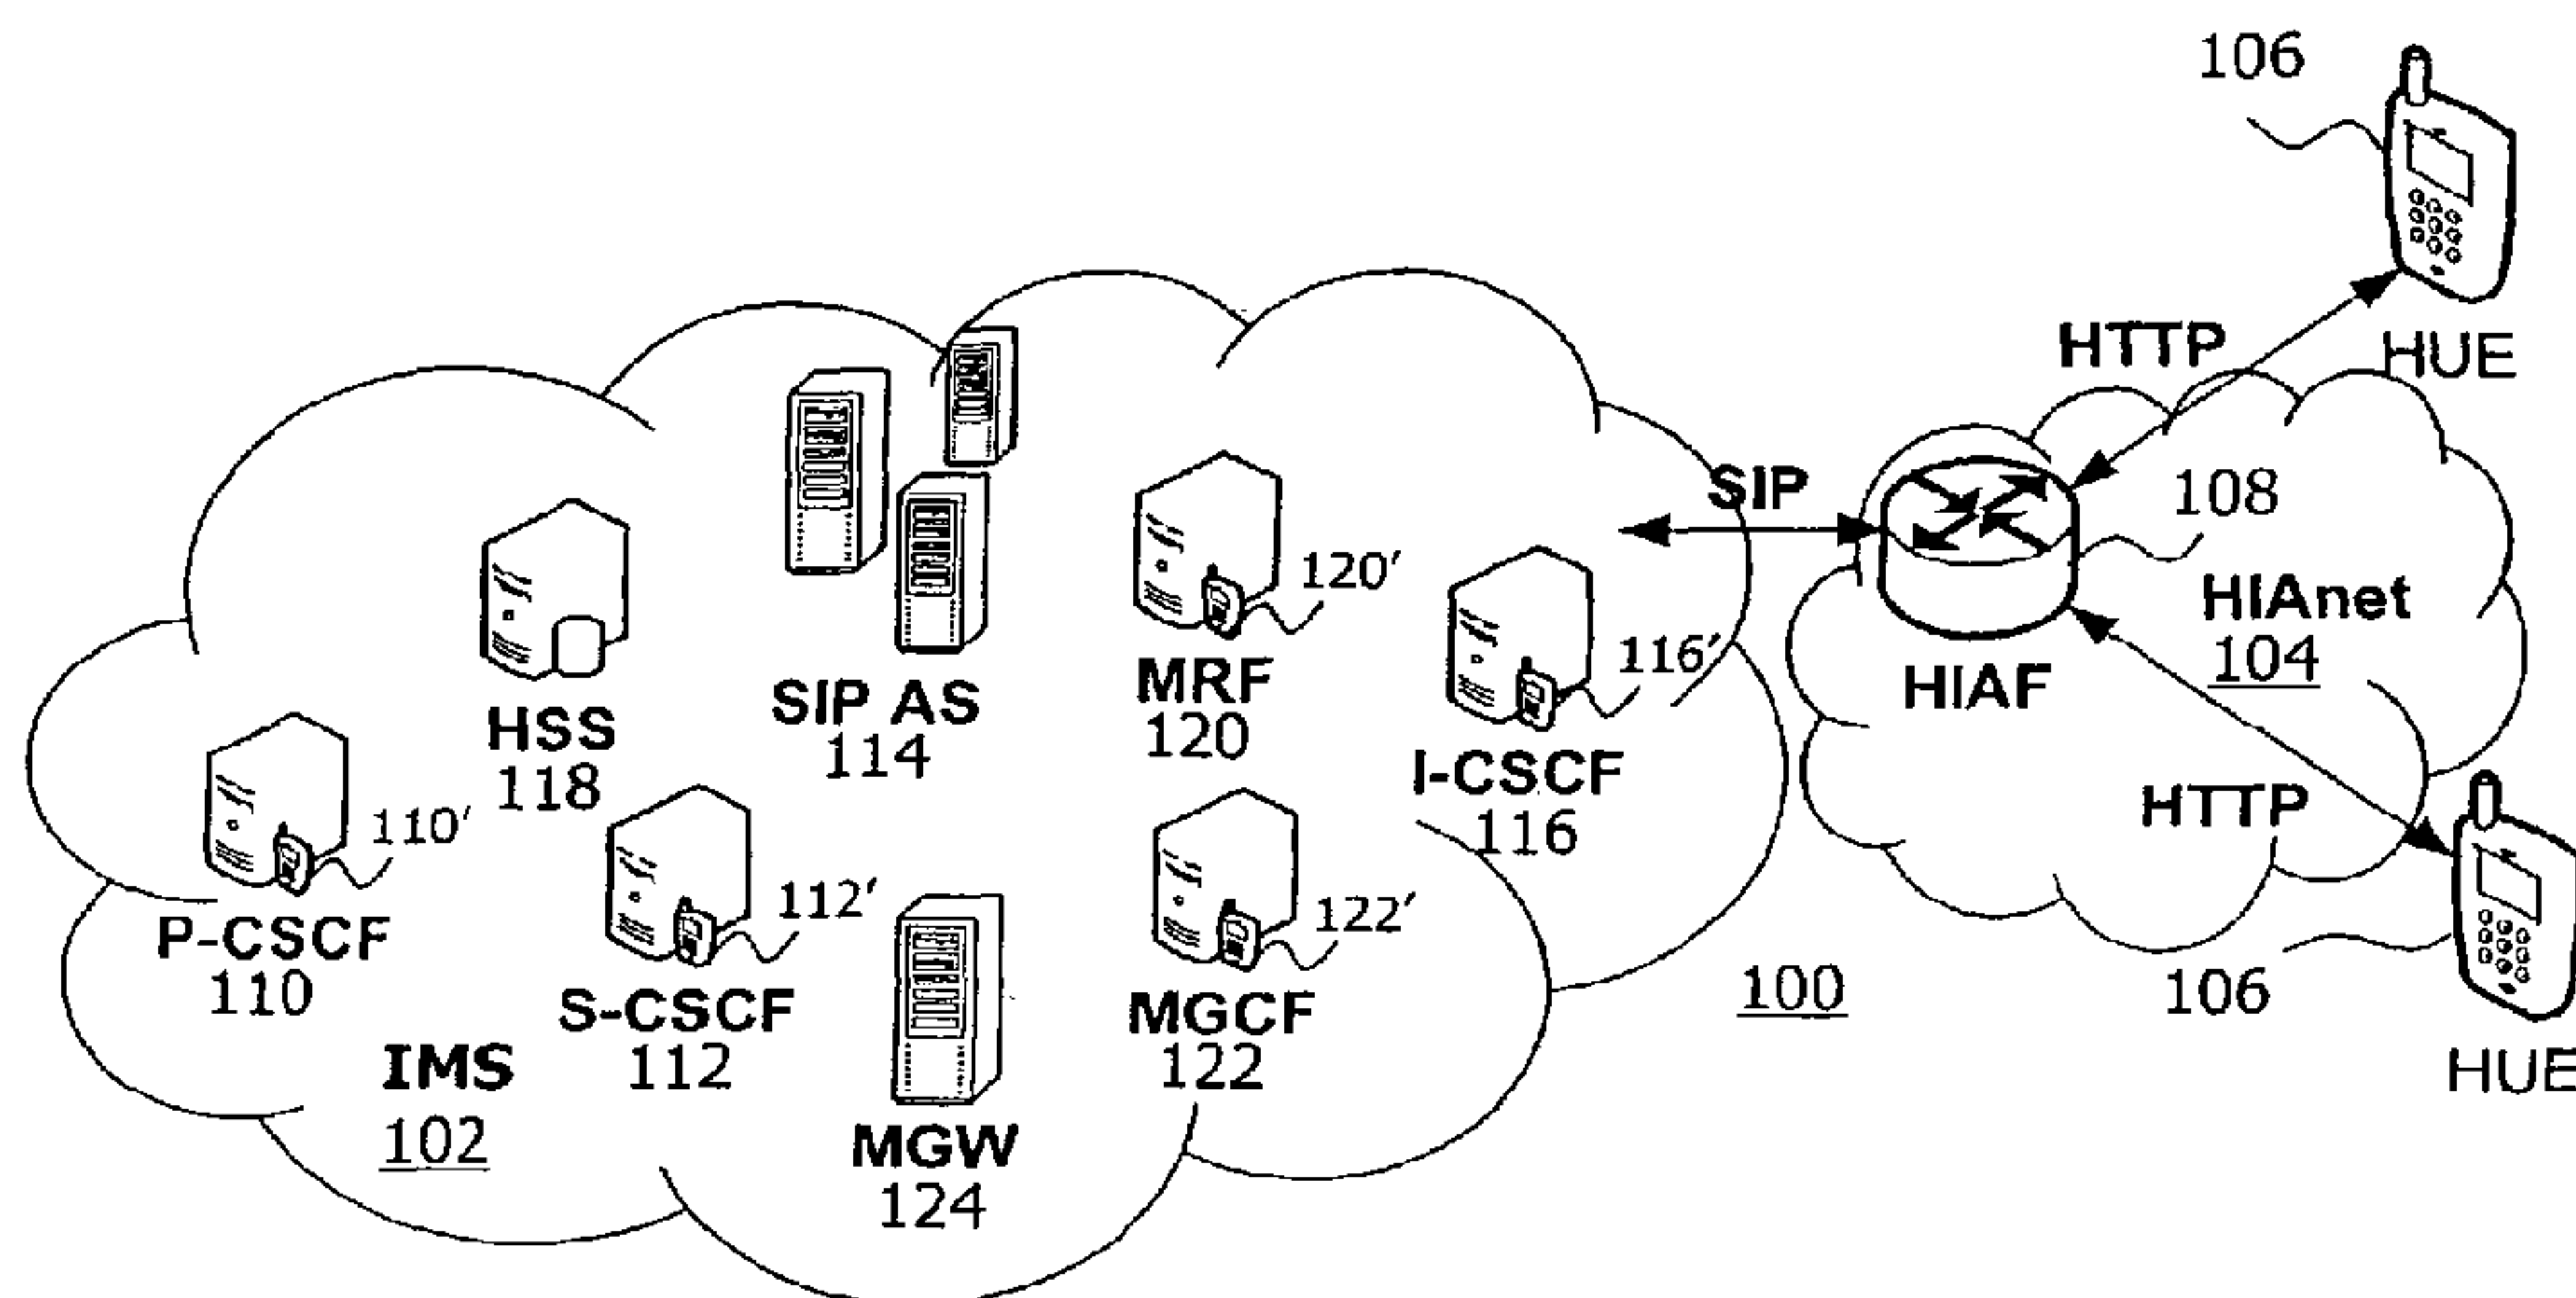 106
HTTP
HUE
SIP
108
120'
HIAnet
104
116'
MRF
120
HIAF
SIP AS
114
HSS
118
I-CSCF
116
HTTP
110'
112'
122'
P-CSCF
110
S-CSCF
112
MGCF
122
100
106
HUE
IMS
102
MGW
124